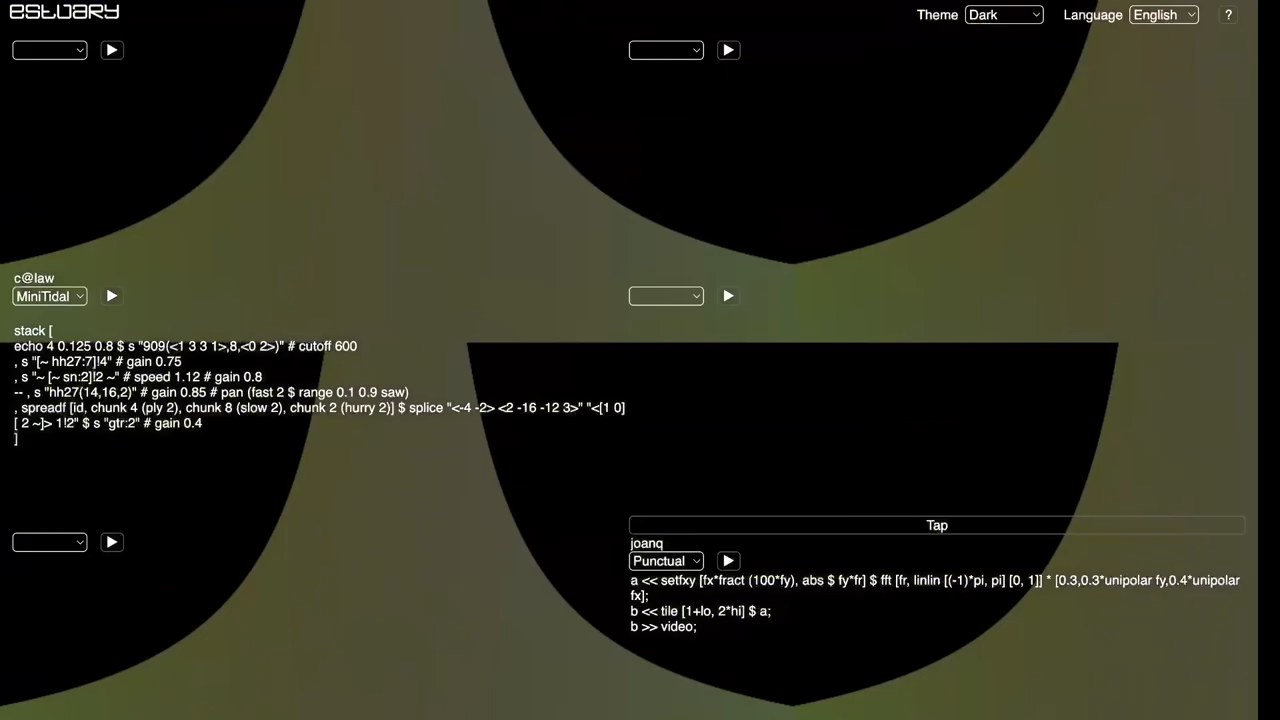 estuary
Theme Dark Language English ?
c@law
MiniTidal
stack [
echo 4 0.125 0.8 $ s "909(<1 3 3 1>,8,<0 2>)" # cutoff 600
, s "[~ hh27:7]!4" # gain 0.75
, s "~ [~ sn:2]!2 ~" # speed 1.12 # gain 0.8
-- , s "hh27(14,16,2)" # gain 0.85 # pan (fast 2 $ range 0.1 0.9 saw)
, spreadf [id, chunk 4 (ply 2), chunk 8 (slow 2), chunk 2 (hurry 2)] $ splice "<-4 -2> <2 -16 -12 3>" "<[1 0]
[ 2 ~]> 1!2" $ s "gtr:2" # gain 0.4
]
Tap
joanq
Punctual
a << setfxy [fx*fract (100*fy), abs $ fy*fr] $ fft [fr, linlin [(-1)*pi, pi] [0, 1]] * [0.3,0.3*unipolar fy,0.4*unipolar
fx];
b << tile [1+lo, 2*hi] $ a;
b >> video;